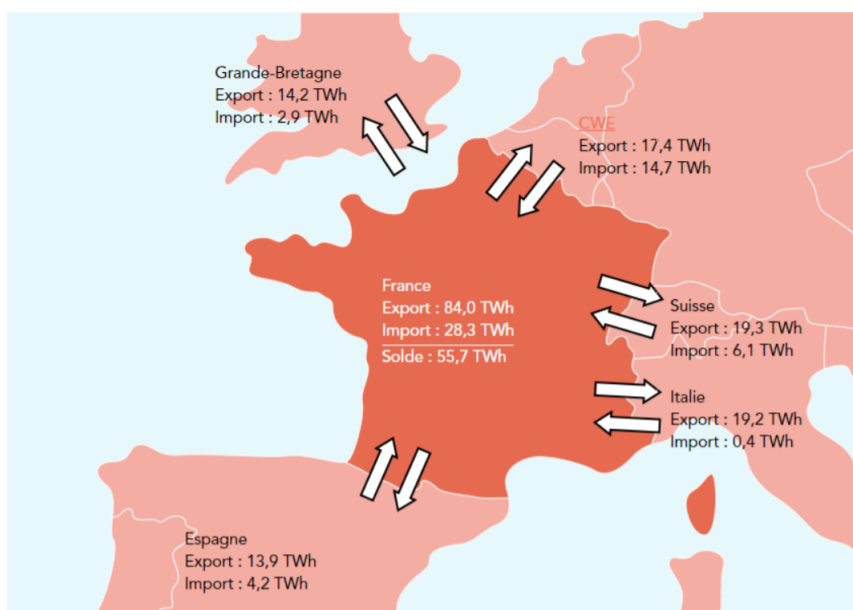 Grande-Bretagne
Export : 14,2 TWh
Import : 2,9 TWh
CWE
Export : 17,4 TWh
Import : 14,7 TWh
France
Export : 84,0 TWh
Import : 28,3 TWh
Solde : 55,7 TWh
Suisse
Export : 19,3 TWh
Import : 6,1 TWh
Italie
Export : 19,2 TWh
Import : 0,4 TWh
Espagne
Export : 13,9 TWh
Import : 4,2 TWh